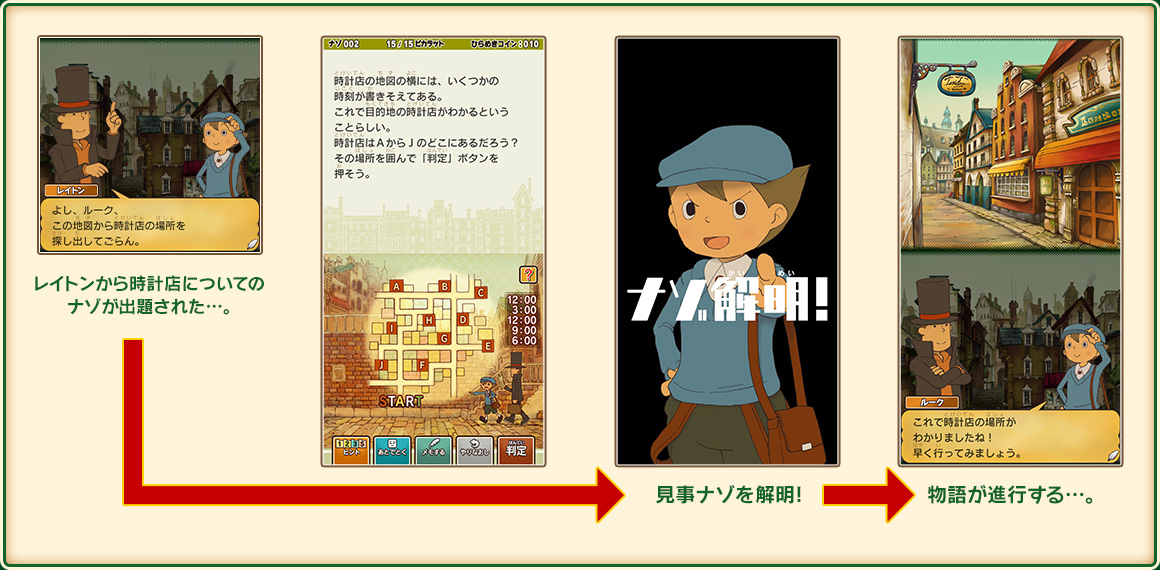 よし、ルーク、
この地図から時計店の場所を
探し出してごらん。
レイトン
レイトンから時計店についての
ナゾが出題された…。
ナゾ002 15/15ピカラット ひらめきコイン:010
時計店の地図の横には、いくつかの
時刻が書きそえてある。
これで目的地の時計店がわかるという
ことらしい。
時計店はAからJのどこにあるだろう?
その場所を囲んで「判定」ボタンを
押そう。
A B C
I H D
G E
J F
START
?
12:00
3:00
12:00
9:00
6:00
ヒント あとでとく メモする やりなおし 判定
ナゾ解明!
見事ナゾを解明!
ルーク
これで時計店の場所が
わかりましたね!
早く行ってみましょう。
物語が進行する…。